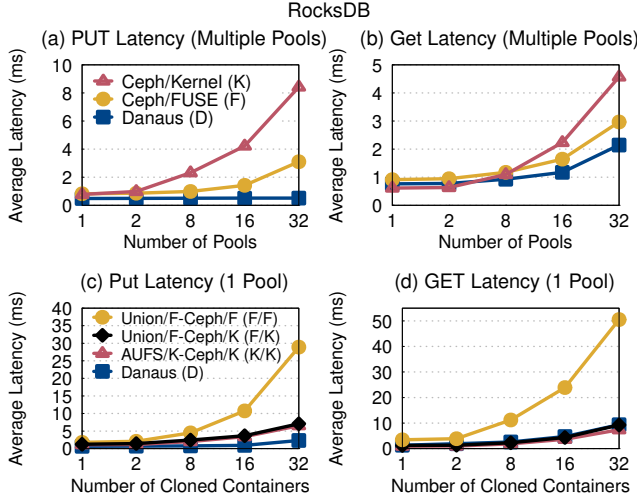 RocksDB
(a) PUT Latency (Multiple Pools)
Average Latency (ms)
10
8
6
4
2
0
Ceph/Kernel (K)
Ceph/FUSE (F)
Danaus (D)
1 2 8 16 32
Number of Pools
(b) Get Latency (Multiple Pools)
Average Latency (ms)
5
4
3
2
1
0
1 2 8 16 32
Number of Pools
(c) Put Latency (1 Pool)
Average Latency (ms)
40
35
30
25
20
15
10
5
0
Union/F-Ceph/F (F/F)
Union/F-Ceph/K (F/K)
AUFS/K-Ceph/K (K/K)
Danaus (D)
1 2 8 16 32
Number of Cloned Containers
(d) GET Latency (1 Pool)
Average Latency (ms)
50
40
30
20
10
0
1 2 8 16 32
Number of Cloned Containers